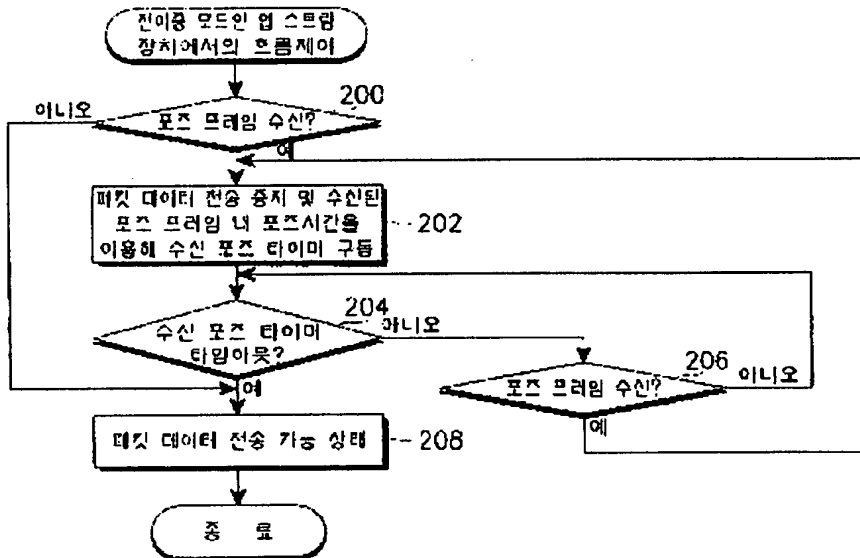 전이중 모드인 업 스트림
장치에서의 흐름제어
200
아니오
포즈 프레임 수신?
예
패킷 데이터 전송 중지 및 수신된
포즈 프레임 내 포즈시간을
이용해 수신 포즈 타이머 구동
202
204
수신 포즈 타이머
타임아웃?
아니오
예
206
포즈 프레임 수신?
아니오
예
패킷 데이터 전송 가능 상태
208
종 료